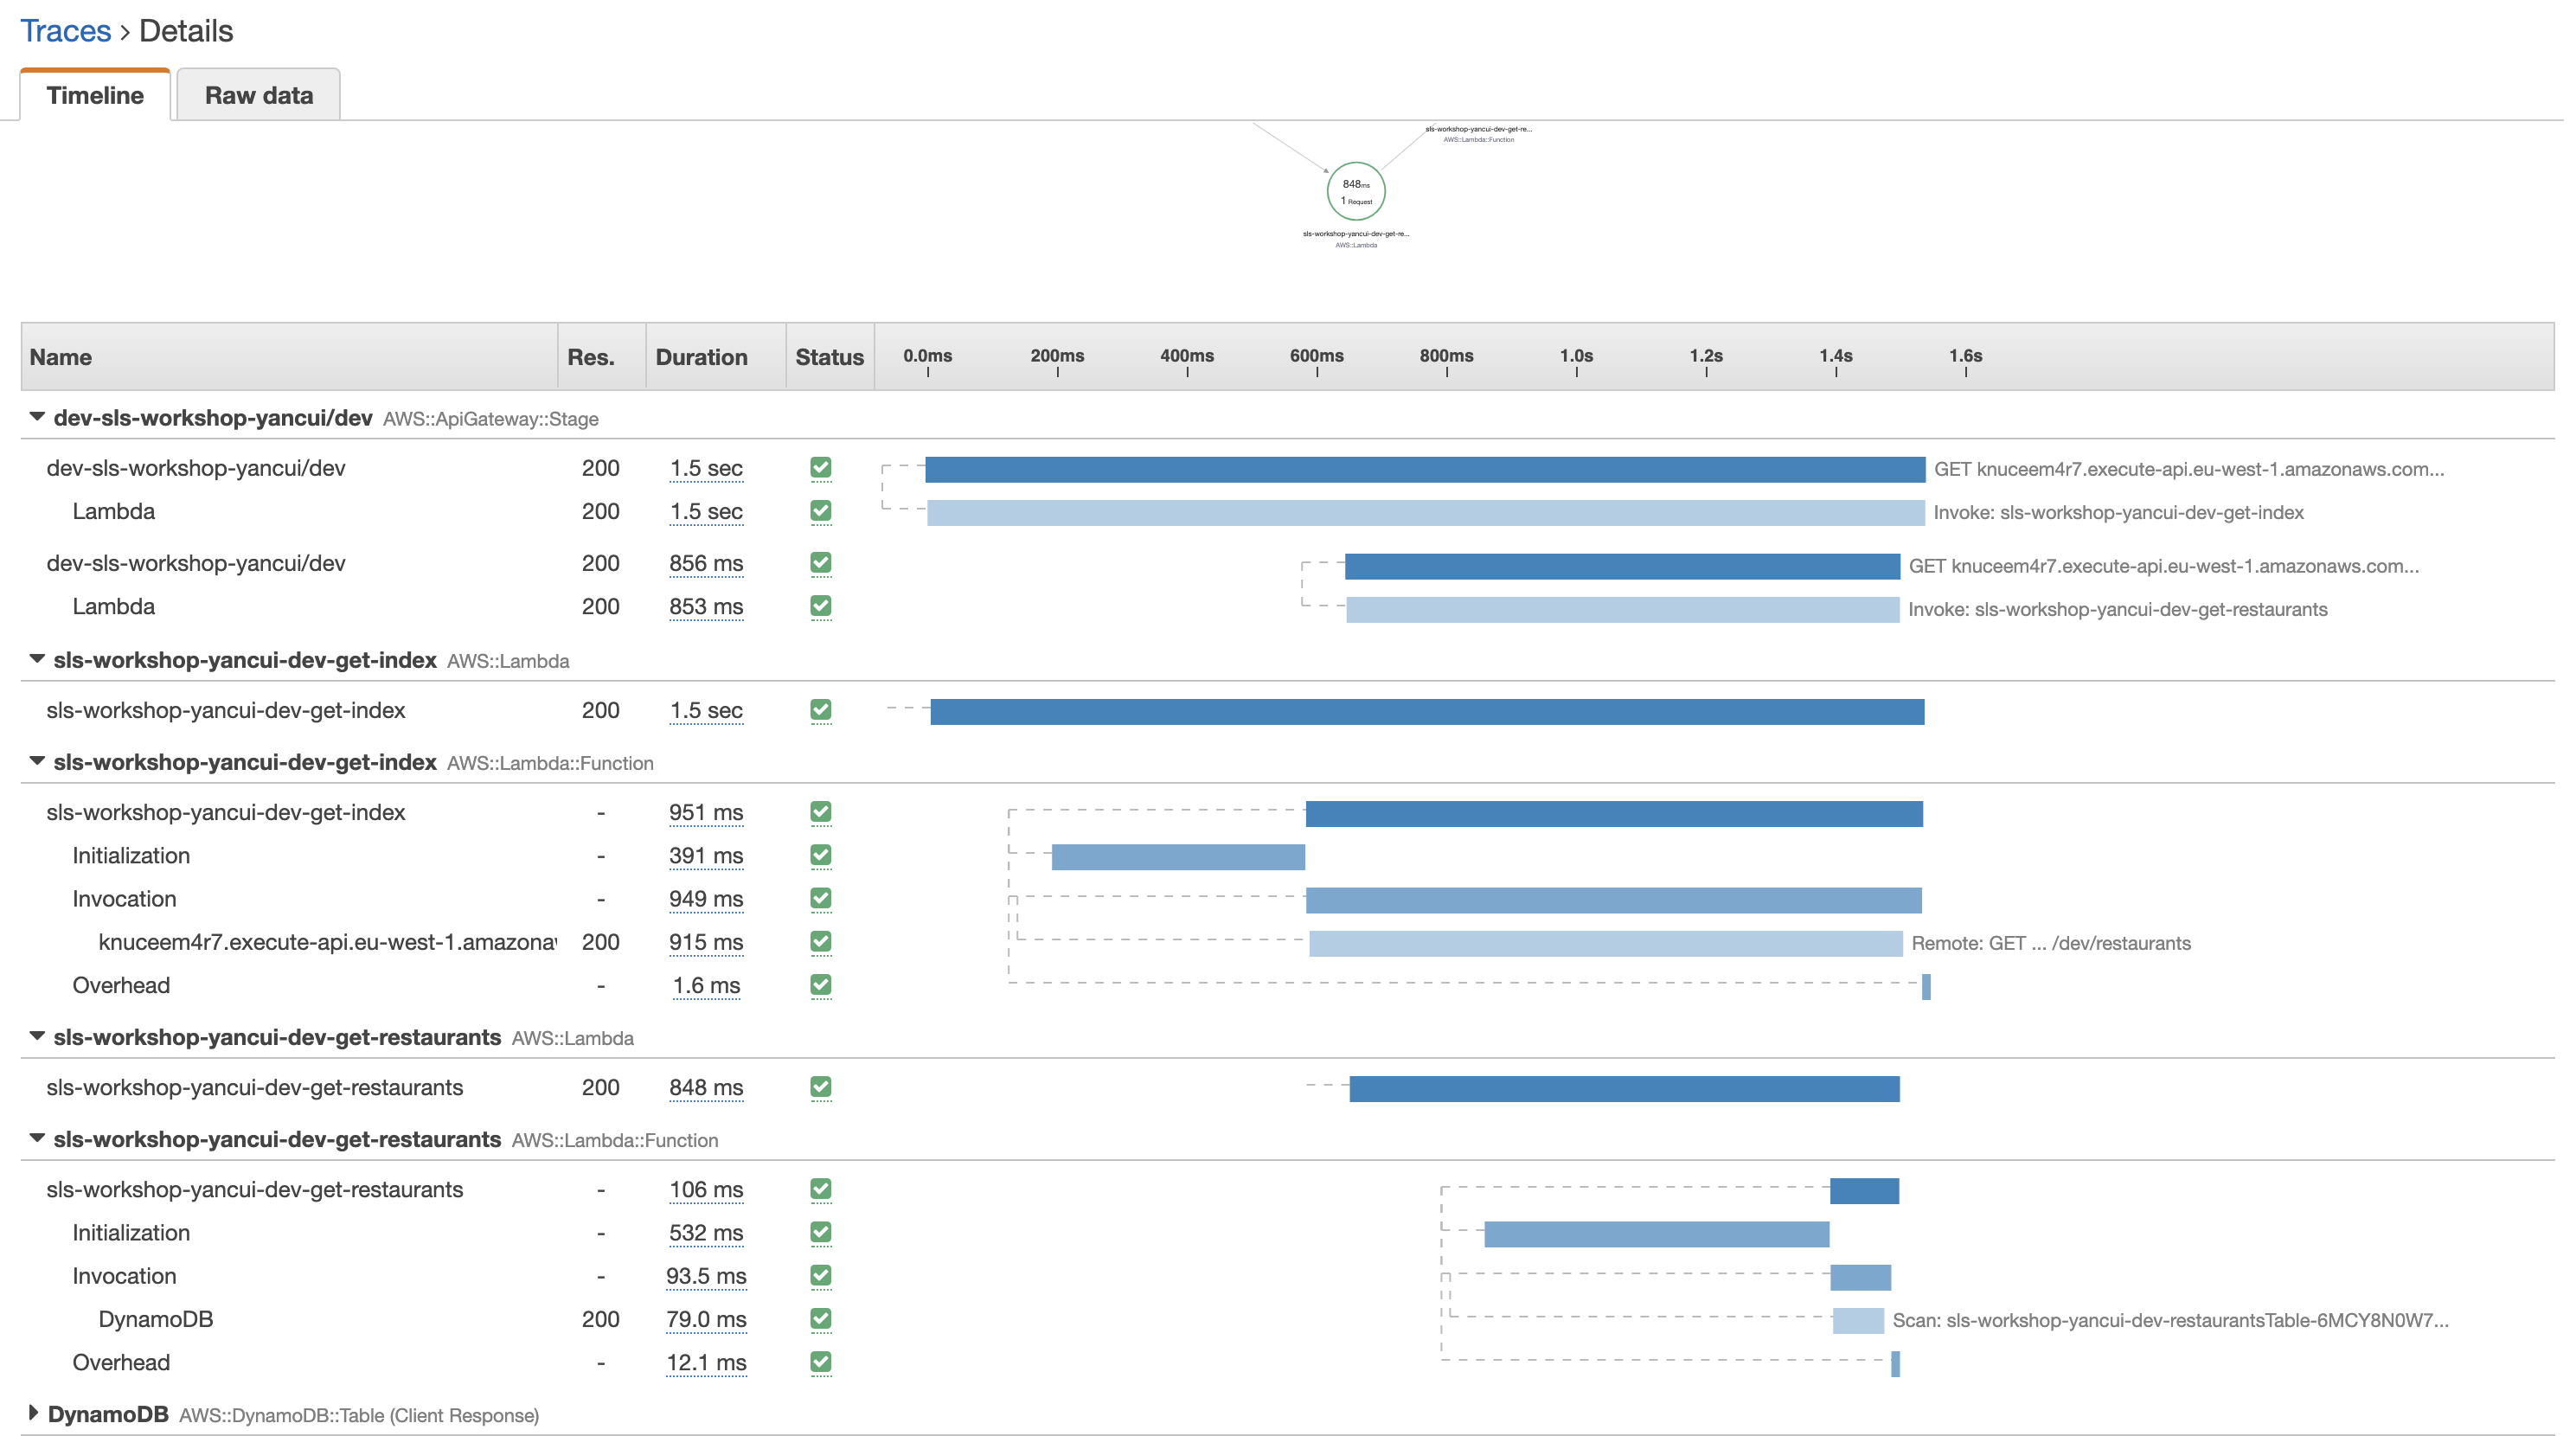 Traces > Details
Timeline Raw data
sls-workshop-yancui-dev-get-re...
AWS::Lambda::Function
848ms
1 Request
sls-workshop-yancui-dev-get-re...
AWS::Lambda
Name Res. Duration Status 0.0ms 200ms 400ms 600ms 800ms 1.0s 1.2s 1.4s 1.6s
dev-sls-workshop-yancui/dev AWS::ApiGateway::Stage
dev-sls-workshop-yancui/dev 200 1.5 sec GET knuceem4r7.execute-api.eu-west-1.amazonaws.com...
Lambda 200 1.5 sec Invoke: sls-workshop-yancui-dev-get-index
dev-sls-workshop-yancui/dev 200 856 ms GET knuceem4r7.execute-api.eu-west-1.amazonaws.com...
Lambda 200 853 ms Invoke: sls-workshop-yancui-dev-get-restaurants
sls-workshop-yancui-dev-get-index AWS::Lambda
sls-workshop-yancui-dev-get-index 200 1.5 sec
sls-workshop-yancui-dev-get-index AWS::Lambda::Function
sls-workshop-yancui-dev-get-index - 951 ms
Initialization - 391 ms
Invocation - 949 ms
knuceem4r7.execute-api.eu-west-1.amazona 200 915 ms Remote: GET ... /dev/restaurants
Overhead - 1.6 ms
sls-workshop-yancui-dev-get-restaurants AWS::Lambda
sls-workshop-yancui-dev-get-restaurants 200 848 ms
sls-workshop-yancui-dev-get-restaurants AWS::Lambda::Function
sls-workshop-yancui-dev-get-restaurants - 106 ms
Initialization - 532 ms
Invocation - 93.5 ms
DynamoDB 200 79.0 ms Scan: sls-workshop-yancui-dev-restaurantsTable-6MCY8N0W7...
Overhead - 12.1 ms
DynamoDB AWS::DynamoDB::Table (Client Response)